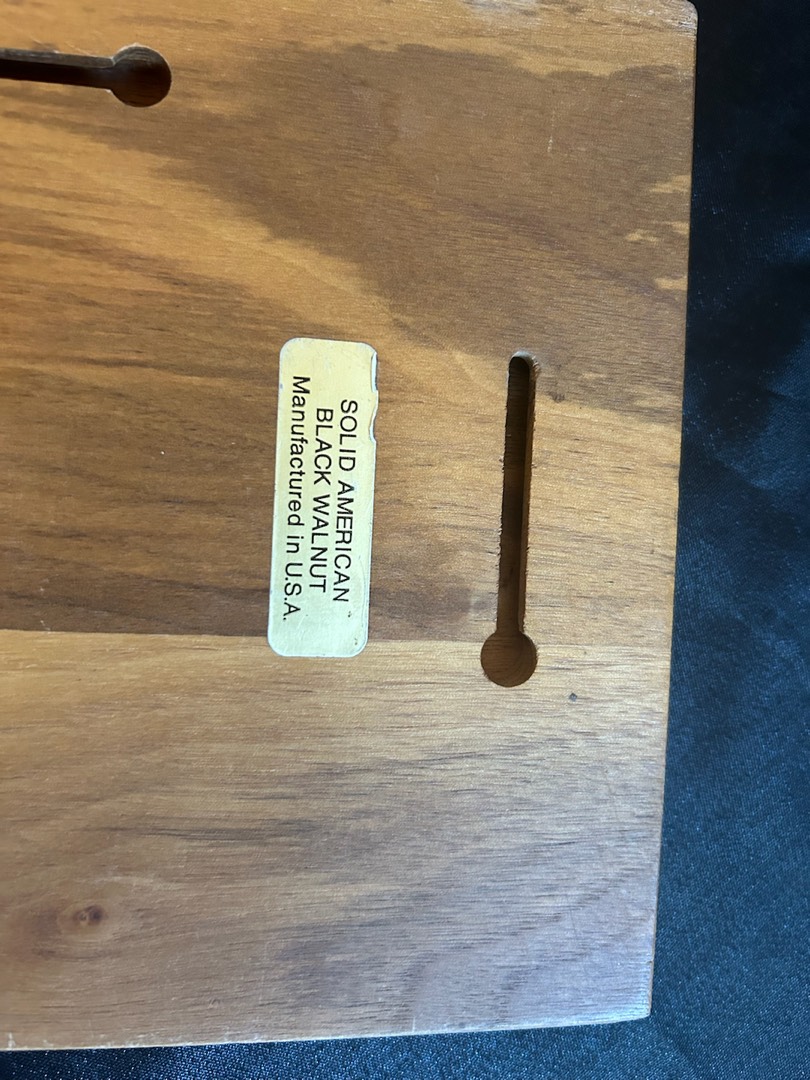 SOLID AMERICAN
BLACK WALNUT
Manufactured in U.S.A.